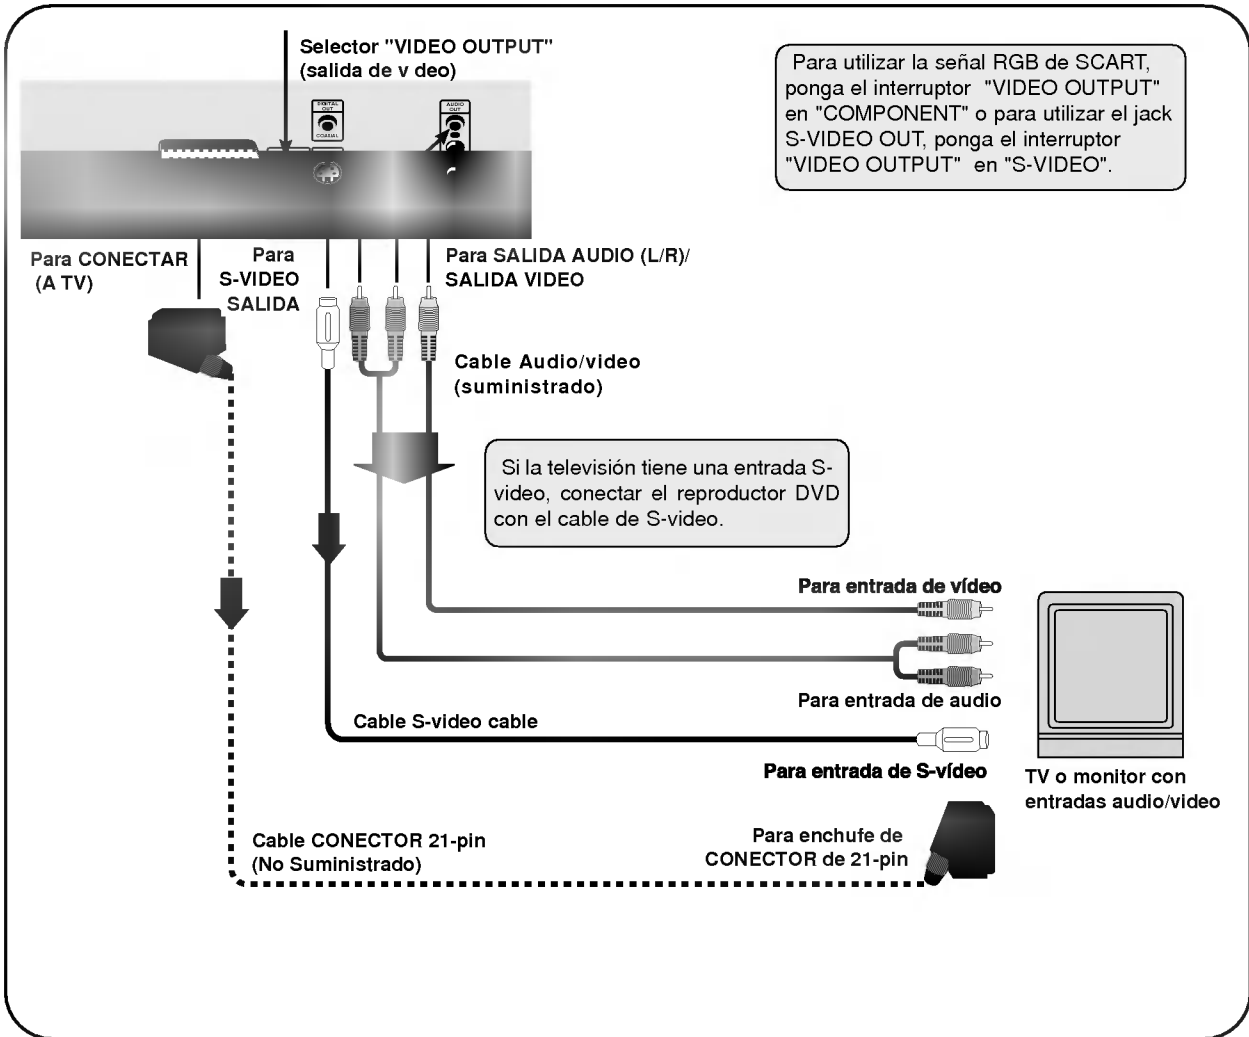 Selector "VIDEO OUTPUT"
(salida de v deo)
Para utilizar la señal RGB de SCART,
ponga el interruptor "VIDEO OUTPUT"
en "COMPONENT" o para utilizar el jack
S-VIDEO OUT, ponga el interruptor
"VIDEO OUTPUT" en "S-VIDEO".
DIGITAL
OUT
COAXIAL
AUDIO
OUT
Para CONECTAR
(A TV)
Para
S-VIDEO
SALIDA
Para SALIDA AUDIO (L/R)/
SALIDA VIDEO
Cable Audio/video
(suministrado)
Si la televisión tiene una entrada S-
video, conectar el reproductor DVD
con el cable de S-video.
Para entrada de vídeo
Para entrada de audio
Cable S-video cable
Para entrada de S-vídeo
TV o monitor con
entradas audio/video
Cable CONECTOR 21-pin
(No Suministrado)
Para enchufe de
CONECTOR de 21-pin